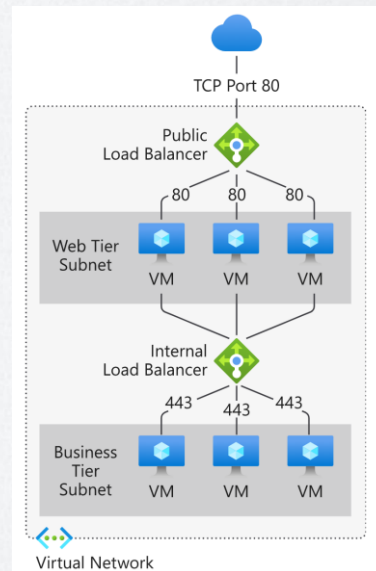 TCP Port 80
Public
Load Balancer
80
80
80
Web Tier
Subnet
VM
VM
VM
Internal
Load Balancer
443
443
443
Business
Tier
Subnet
VM
VM
VM
Virtual Network